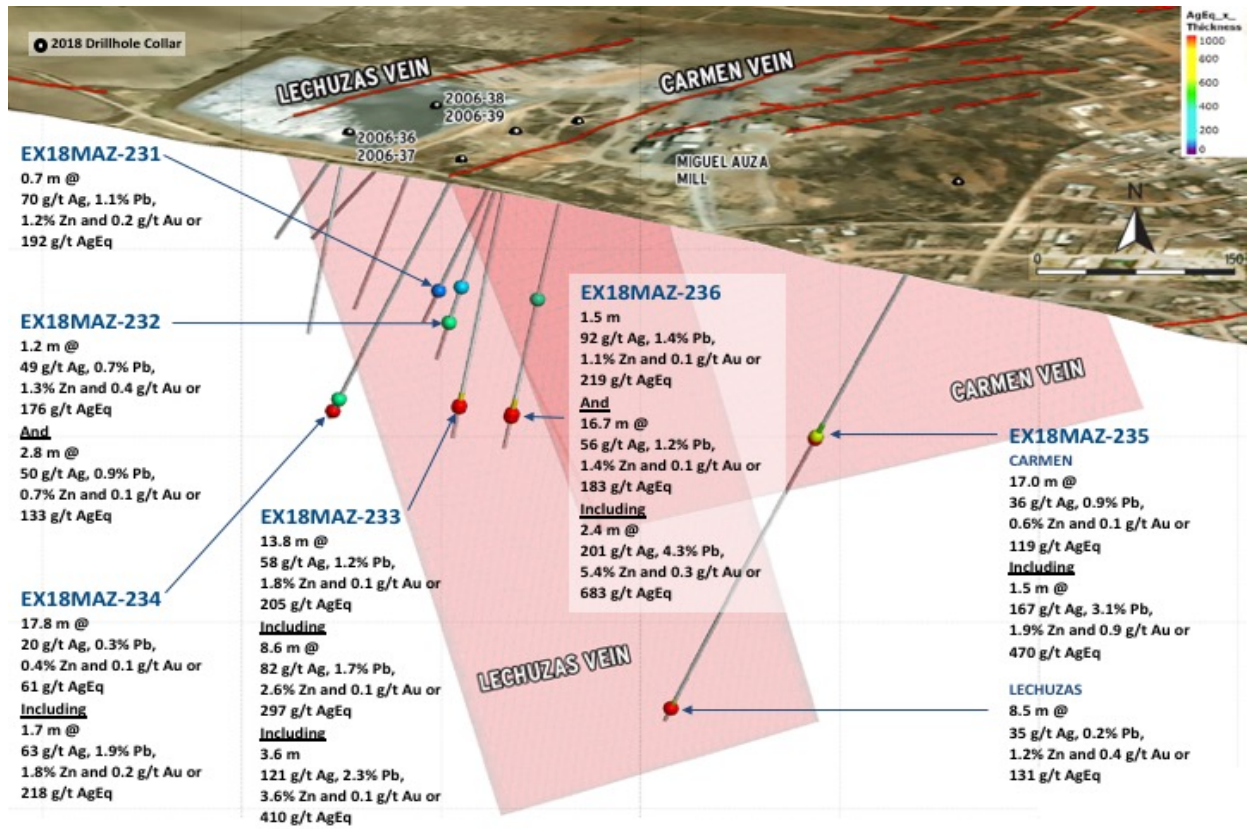 2018 Drillhole Collar
AgEq_x_
Thickness
1000
800
600
400
200
0
LECHUZAS VEIN
CARMEN VEIN
2006-38
2006-39
2006-36
2006-37
MIGUEL AUZA
MILL
N
0
150
EX18MAZ-231
0.7 m @
70 g/t Ag, 1.1% Pb,
1.2% Zn and 0.2 g/t Au or
192 g/t AgEq
EX18MAZ-232
1.2 m @
49 g/t Ag, 0.7% Pb,
1.3% Zn and 0.4 g/t Au or
176 g/t AgEq
And
2.8 m @
50 g/t Ag, 0.9% Pb,
0.7% Zn and 0.1 g/t Au or
133 g/t AgEq
EX18MAZ-234
17.8 m @
20 g/t Ag, 0.3% Pb,
0.4% Zn and 0.1 g/t Au or
61 g/t AgEq
Including
1.7 m @
63 g/t Ag, 1.9% Pb,
1.8% Zn and 0.2 g/t Au or
218 g/t AgEq
EX18MAZ-233
13.8 m @
58 g/t Ag, 1.2% Pb,
1.8% Zn and 0.1 g/t Au or
205 g/t AgEq
Including
8.6 m @
82 g/t Ag, 1.7% Pb,
2.6% Zn and 0.1 g/t Au or
297 g/t AgEq
Including
3.6 m
121 g/t Ag, 2.3% Pb,
3.6% Zn and 0.1 g/t Au or
410 g/t AgEq
EX18MAZ-236
1.5 m
92 g/t Ag, 1.4% Pb,
1.1% Zn and 0.1 g/t Au or
219 g/t AgEq
And
16.7 m @
56 g/t Ag, 1.2% Pb,
1.4% Zn and 0.1 g/t Au or
183 g/t AgEq
Including
2.4 m @
201 g/t Ag, 4.3% Pb,
5.4% Zn and 0.3 g/t Au or
683 g/t AgEq
CARMEN VEIN
LECHUZAS VEIN
EX18MAZ-235
CARMEN
17.0 m @
36 g/t Ag, 0.9% Pb,
0.6% Zn and 0.1 g/t Au or
119 g/t AgEq
Including
1.5 m @
167 g/t Ag, 3.1% Pb,
1.9% Zn and 0.9 g/t Au or
470 g/t AgEq
LECHUZAS
8.5 m @
35 g/t Ag, 0.2% Pb,
1.2% Zn and 0.4 g/t Au or
131 g/t AgEq